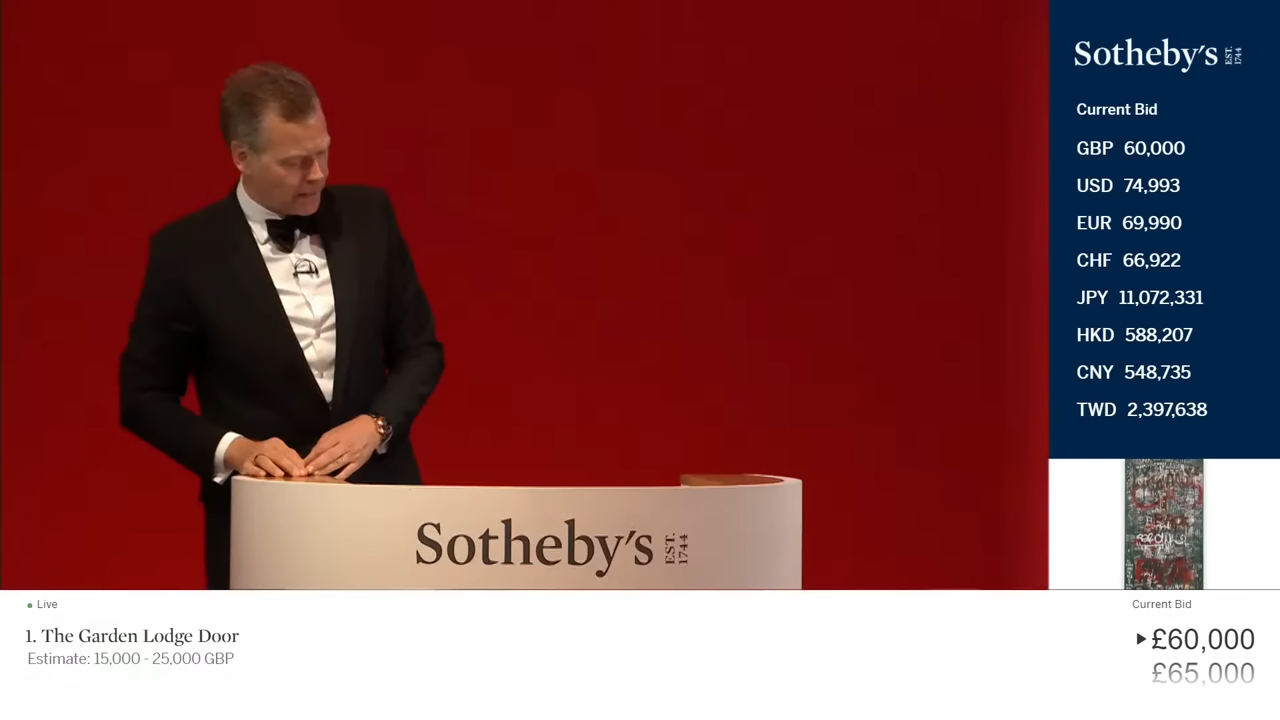 Sotheby's EST. 1744
Current Bid
GBP 60,000
USD 74,993
EUR 69,990
CHF 66,922
JPY 11,072,331
HKD 588,207
CNY 548,735
TWD 2,397,638
Sotheby's EST. 1744
Live
1. The Garden Lodge Door
Estimate: 15,000 - 25,000 GBP
Current Bid
£60,000
£65,000